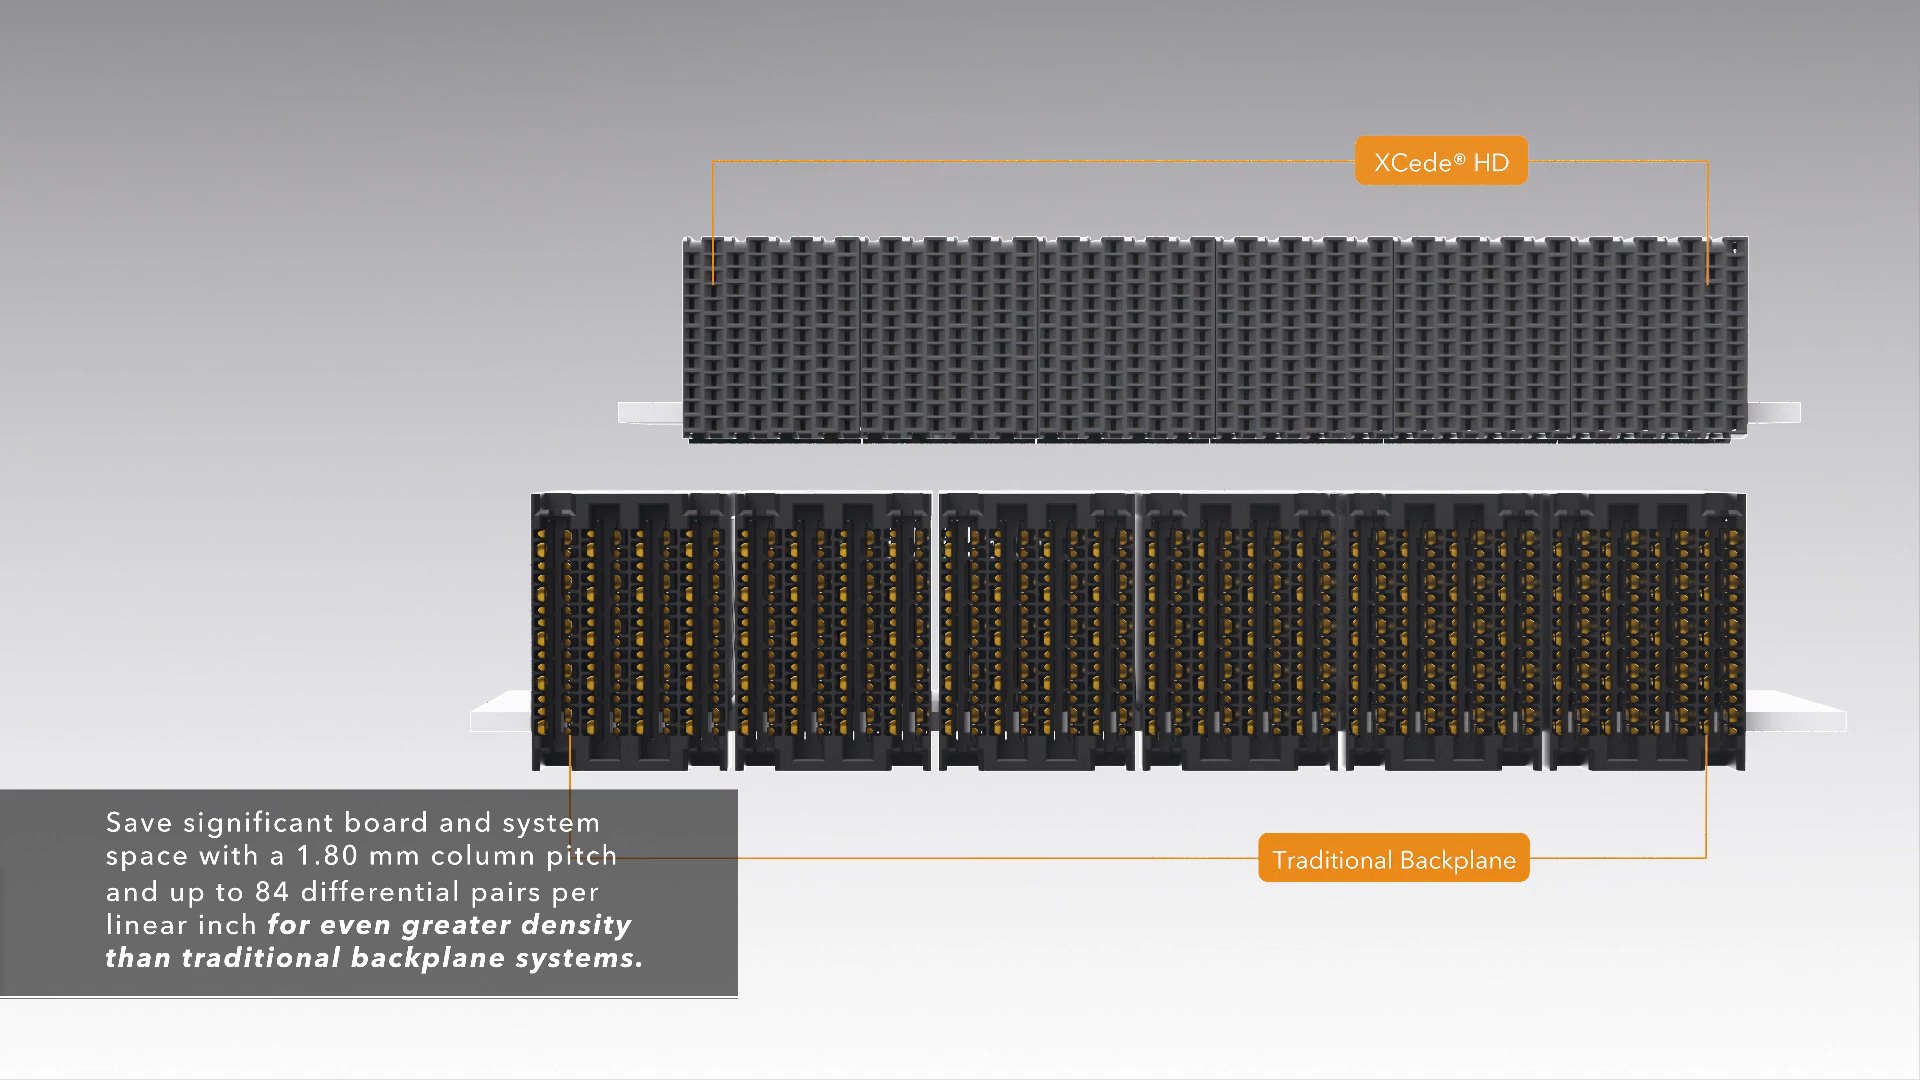 XCede® HD
Save significant board and system
space with a 1.80 mm column pitch
and up to 84 differential pairs per
linear inch for even greater density
than traditional backplane systems.
Traditional Backplane